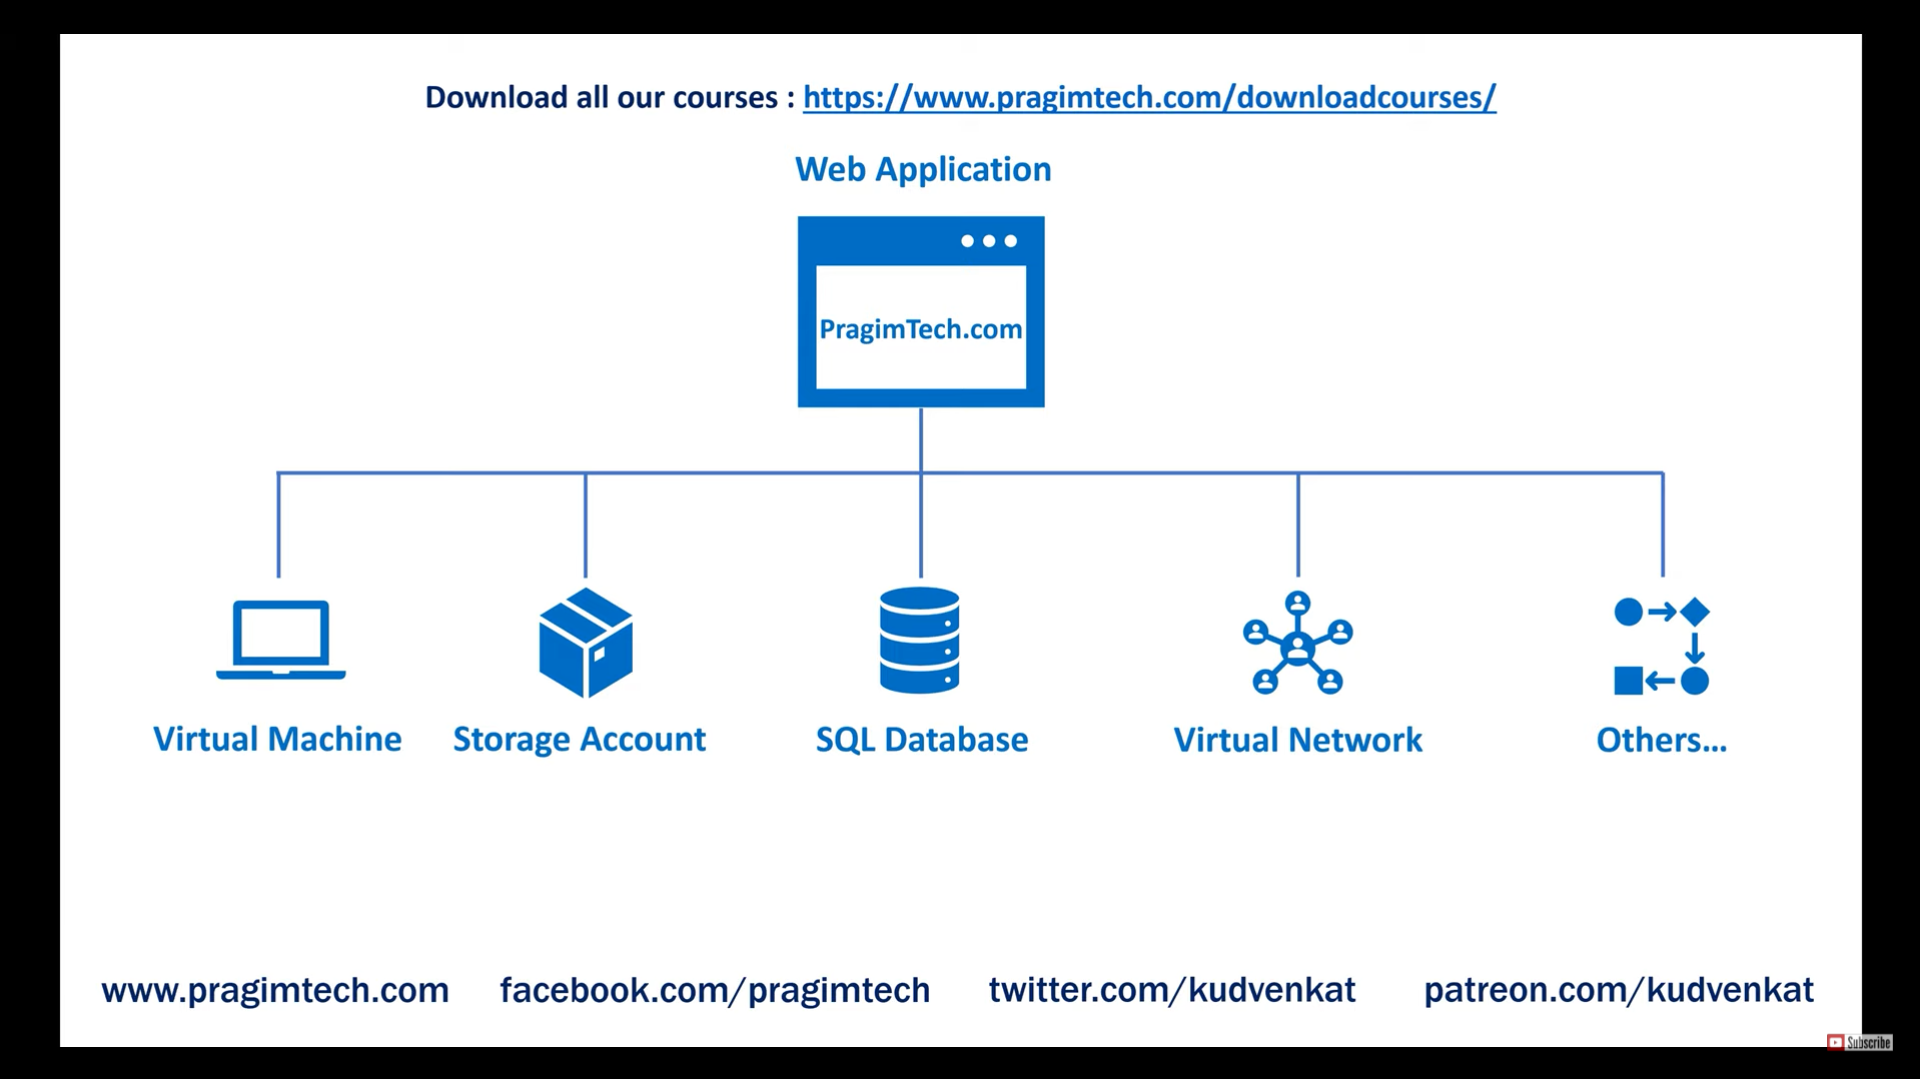 Download all our courses : https://www.pragimtech.com/downloadcourses/
Web Application
PragimTech.com
Virtual Machine Storage Account SQL Database Virtual Network Others...
www.pragimtech.com facebook.com/pragimtech twitter.com/kudvenkat patreon.com/kudvenkat
Subscribe